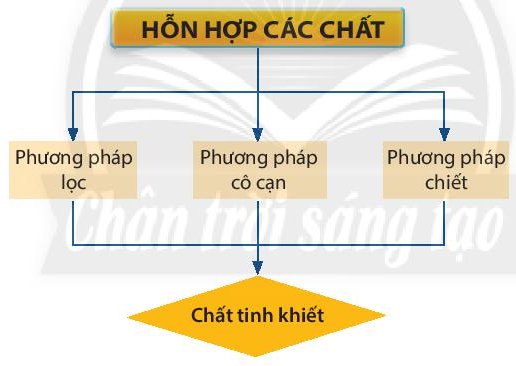 HỖN HỢP CÁC CHẤT
Phương pháp
lọc
Phương pháp
cô cạn
Phương pháp
chiết
Chân trời sáng tạo
Chất tinh khiết